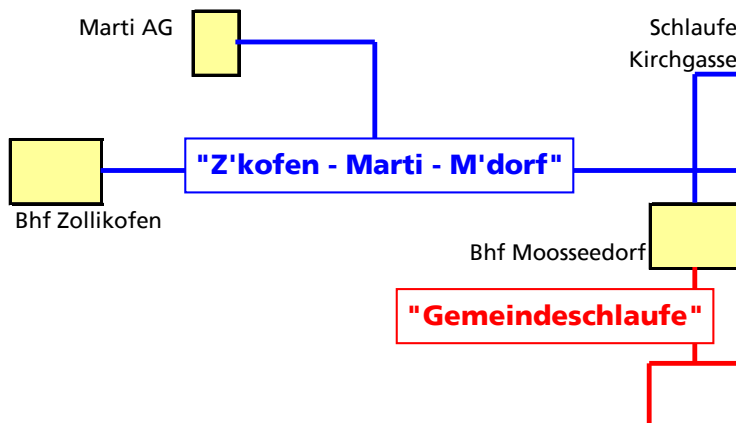 Marti AG
Schlaufe
Kirchgasse
"Z'kofen - Marti - M'dorf"
Bhf Zollikofen
Bhf Moosseedorf
"Gemeindeschlaufe"